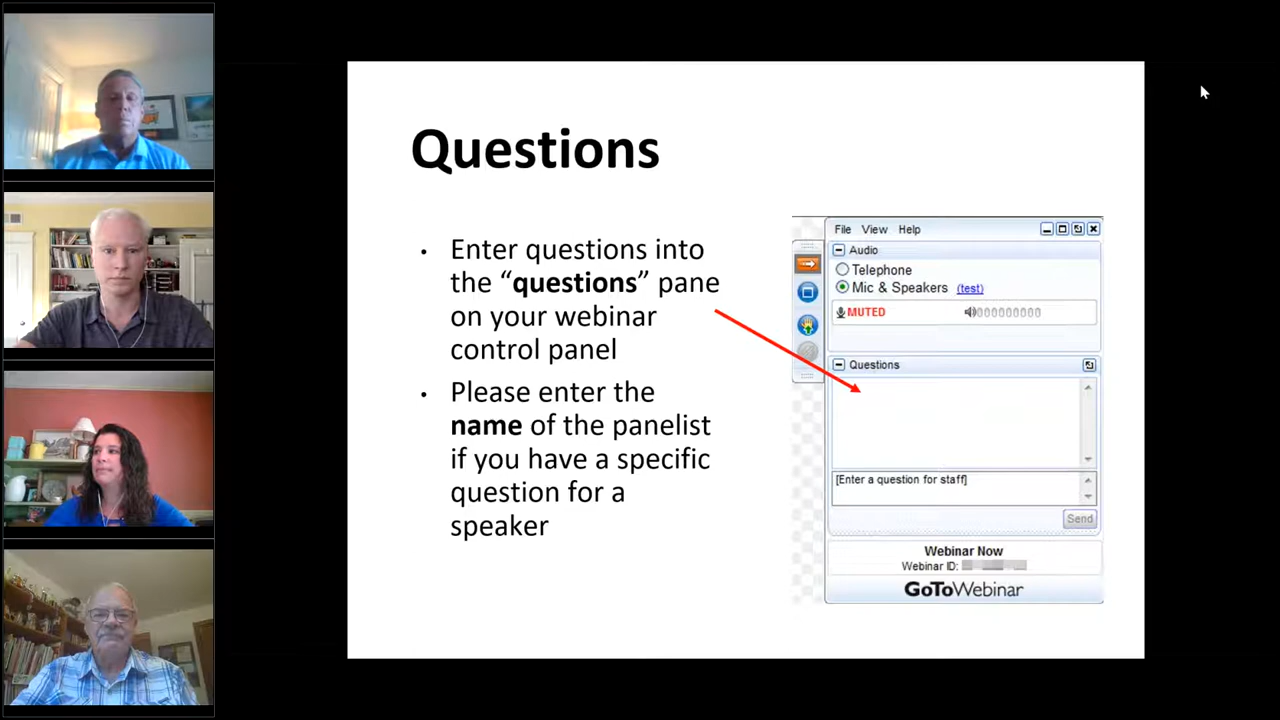 Questions
• Enter questions into
the “questions” pane
on your webinar
control panel
• Please enter the
name of the panelist
if you have a specific
question for a
speaker
File View Help
Audio
Telephone
Mic & Speakers (test)
MUTED
Questions
[Enter a question for staff]
Send
Webinar Now
Webinar ID:
GoToWebinar